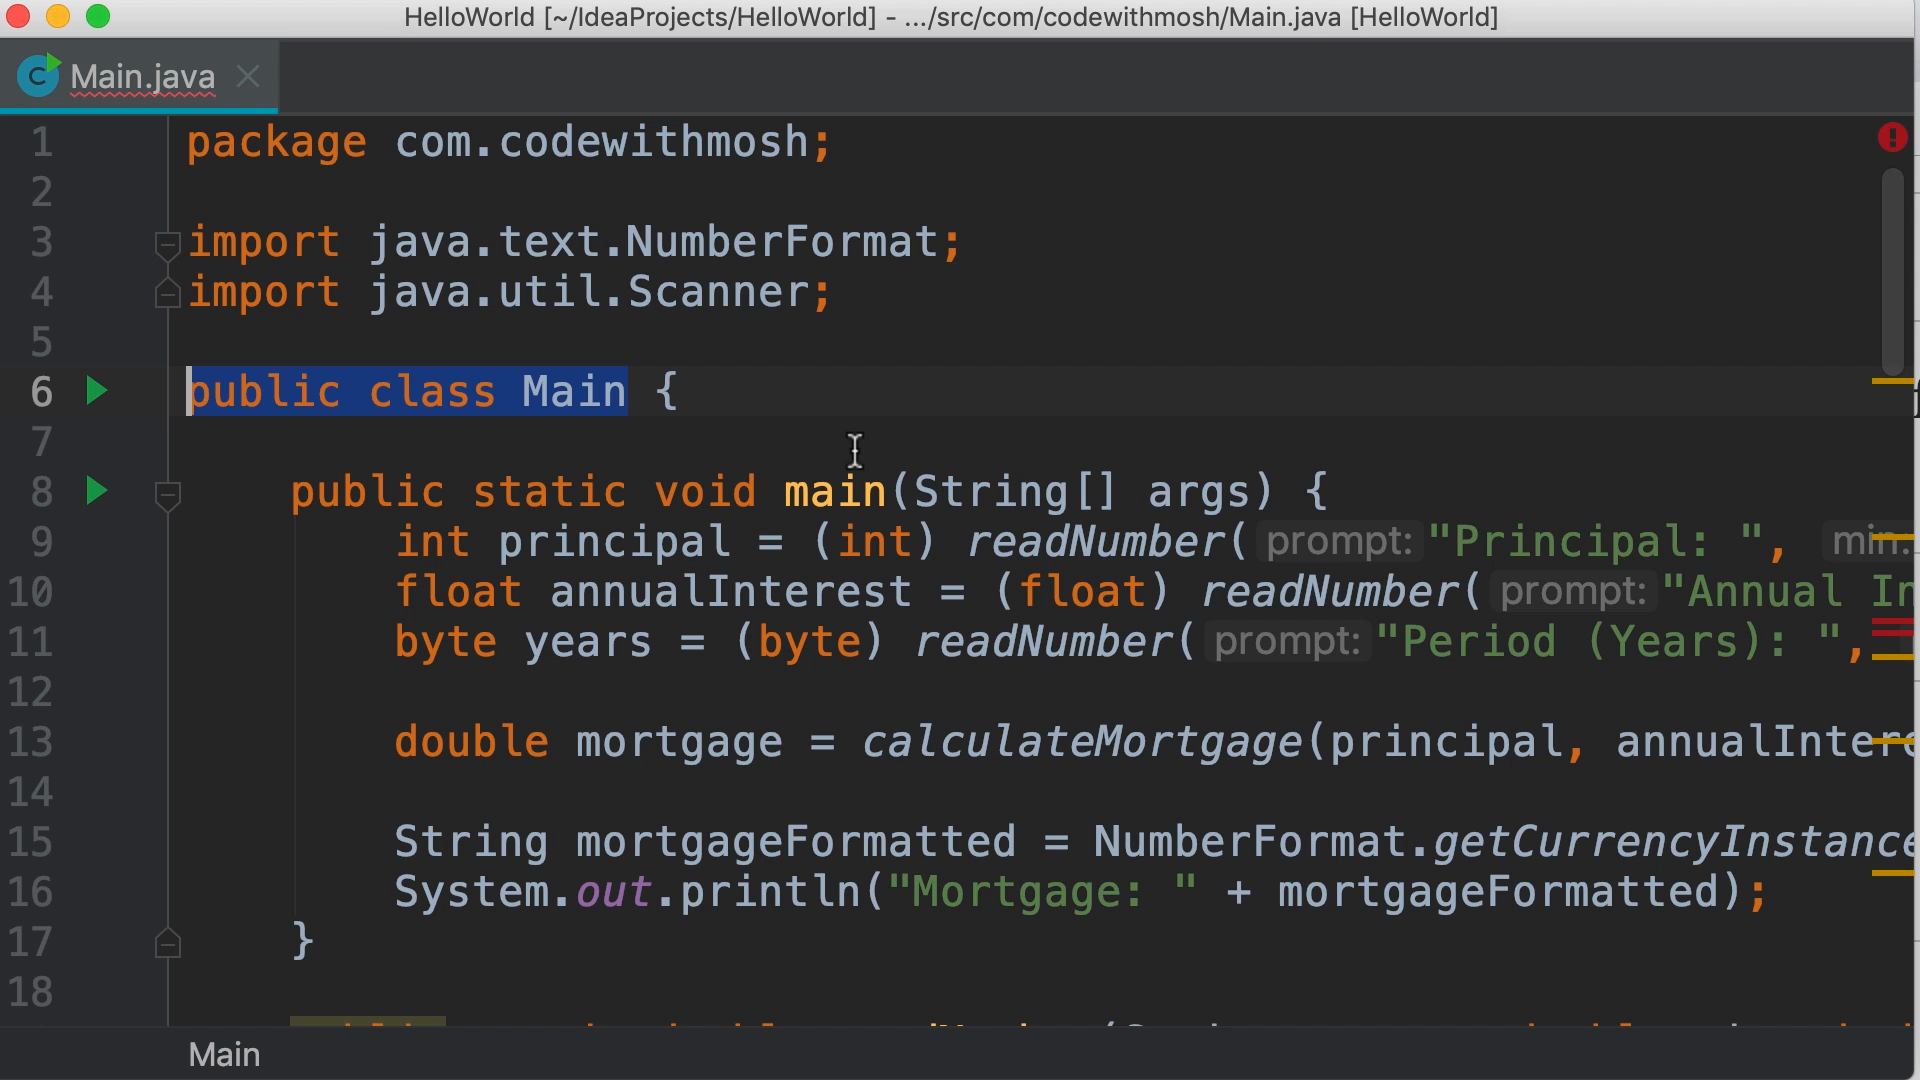 HelloWorld [~/IdeaProjects/HelloWorld] - .../src/com/codewithmosh/Main.java [HelloWorld]
Main.java
1 package com.codewithmosh;
2
3 import java.text.NumberFormat;
4 import java.util.Scanner;
5
6 public class Main {
7
8 public static void main(String[] args) {
9 int principal = (int) readNumber( prompt: "Principal: ", min:
10 float annualInterest = (float) readNumber( prompt: "Annual In
11 byte years = (byte) readNumber( prompt: "Period (Years): ",
12
13 double mortgage = calculateMortgage(principal, annualIntere
14
15 String mortgageFormatted = NumberFormat.getCurrencyInstance
16 System.out.println("Mortgage: " + mortgageFormatted);
17 }
18
Main